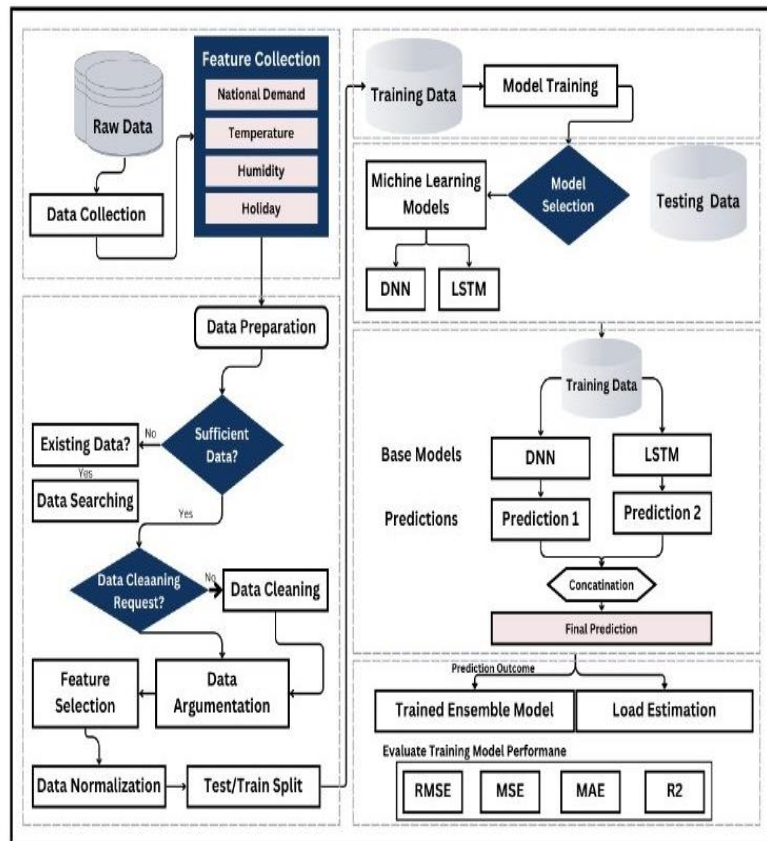 Raw Data
Data Collection
Feature Collection
National Demand
Temperature
Humidity
Holiday
Data Preparation
Sufficient
Data?
No
Existing Data?
Yes
Data Searching
Yes
Data Cleaaning
Request?
No
Data Cleaning
Data
Argumentation
Feature
Selection
Data Normalization
Test/Train Split
Training Data
Model Training
Model
Selection
Testing Data
Michine Learning
Models
DNN
LSTM
Training Data
Base Models
DNN
LSTM
Predictions
Prediction 1
Prediction 2
Concatination
Final Prediction
Prediction Outcome
Trained Ensemble Model
Load Estimation
Evaluate Training Model Performane
RMSE
MSE
MAE
R2